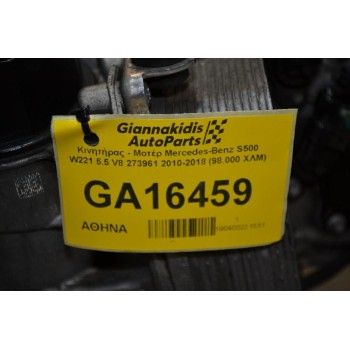 Giannakidis
AutoParts
Κινητήρας - Μοτέρ Mercedes-Benz S500
W221 5.5 V8 273961 2010-2018 (98.000 ΧΛΜ)
GA16459
ΑΘΗΝΑ